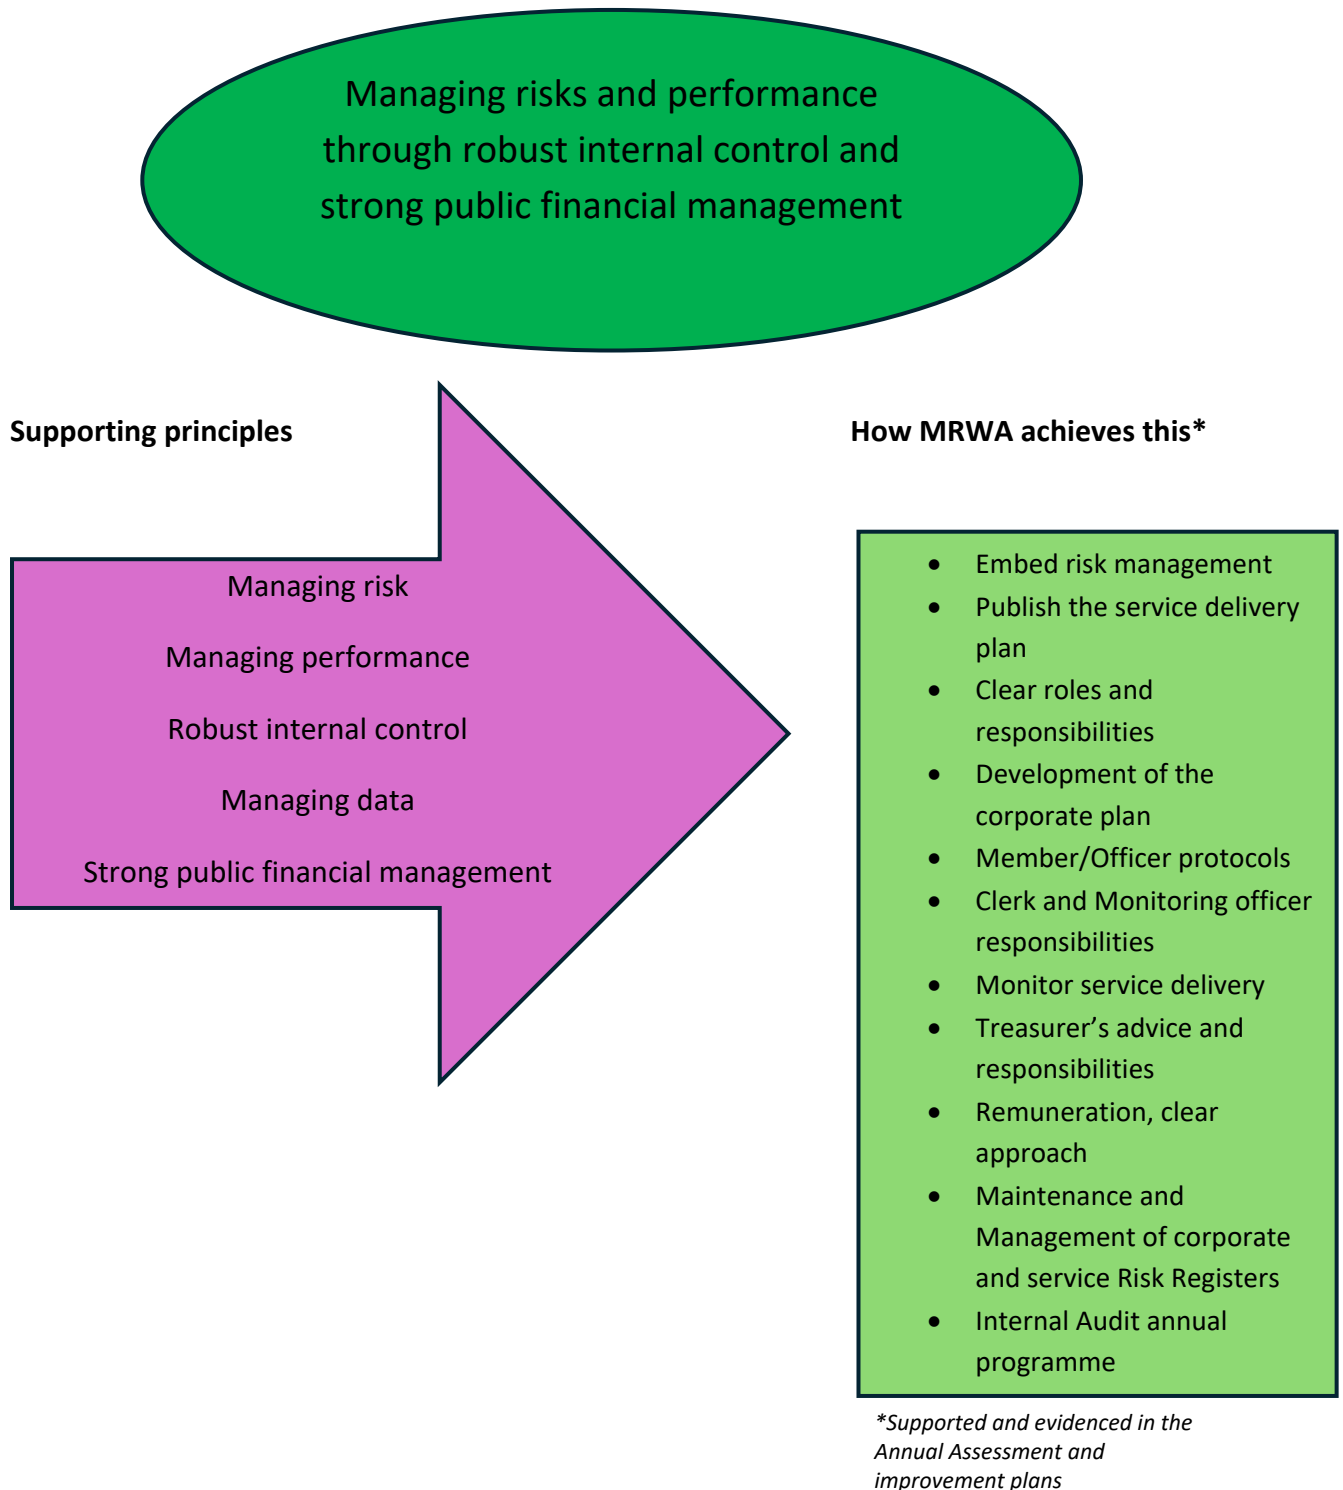 Managing risks and performance
through robust internal control and
strong public financial management
Supporting principles
Managing risk
Managing performance
Robust internal control
Managing data
Strong public financial management
How MRWA achieves this*
• Embed risk management
• Publish the service delivery
plan
• Clear roles and
responsibilities
• Development of the
corporate plan
• Member/Officer protocols
• Clerk and Monitoring officer
responsibilities
• Monitor service delivery
• Treasurer’s advice and
responsibilities
• Remuneration, clear
approach
• Maintenance and
Management of corporate
and service Risk Registers
• Internal Audit annual
programme
*Supported and evidenced in the
Annual Assessment and
improvement plans